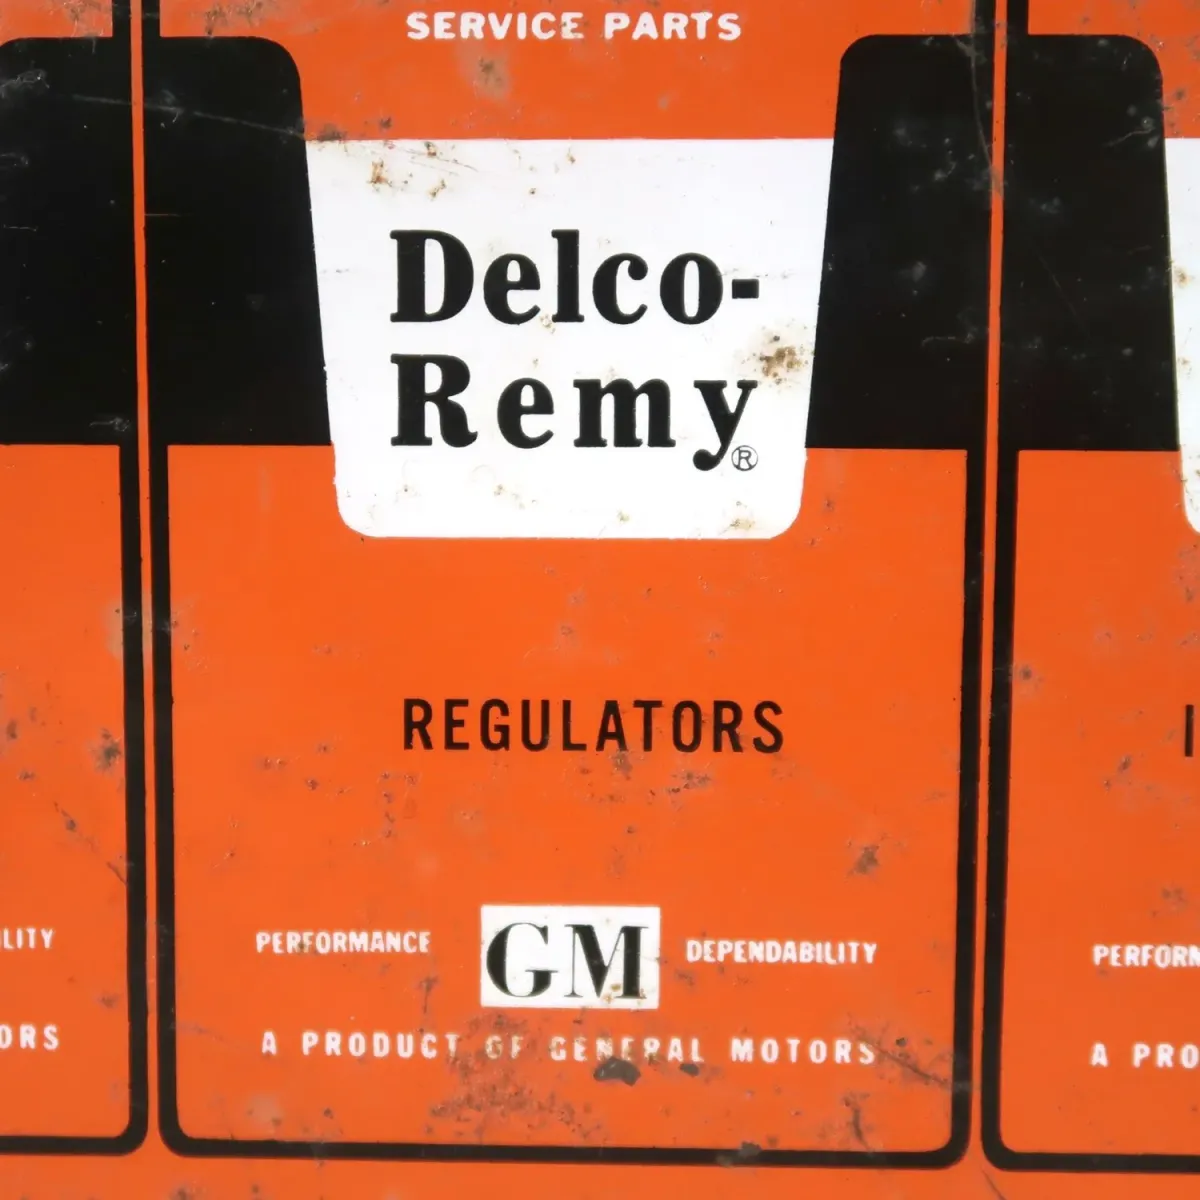 SERVICE PARTS
Delco-
Remy®
REGULATORS
PERFORMANCE GM DEPENDABILITY
A PRODUCT OF GENERAL MOTORS